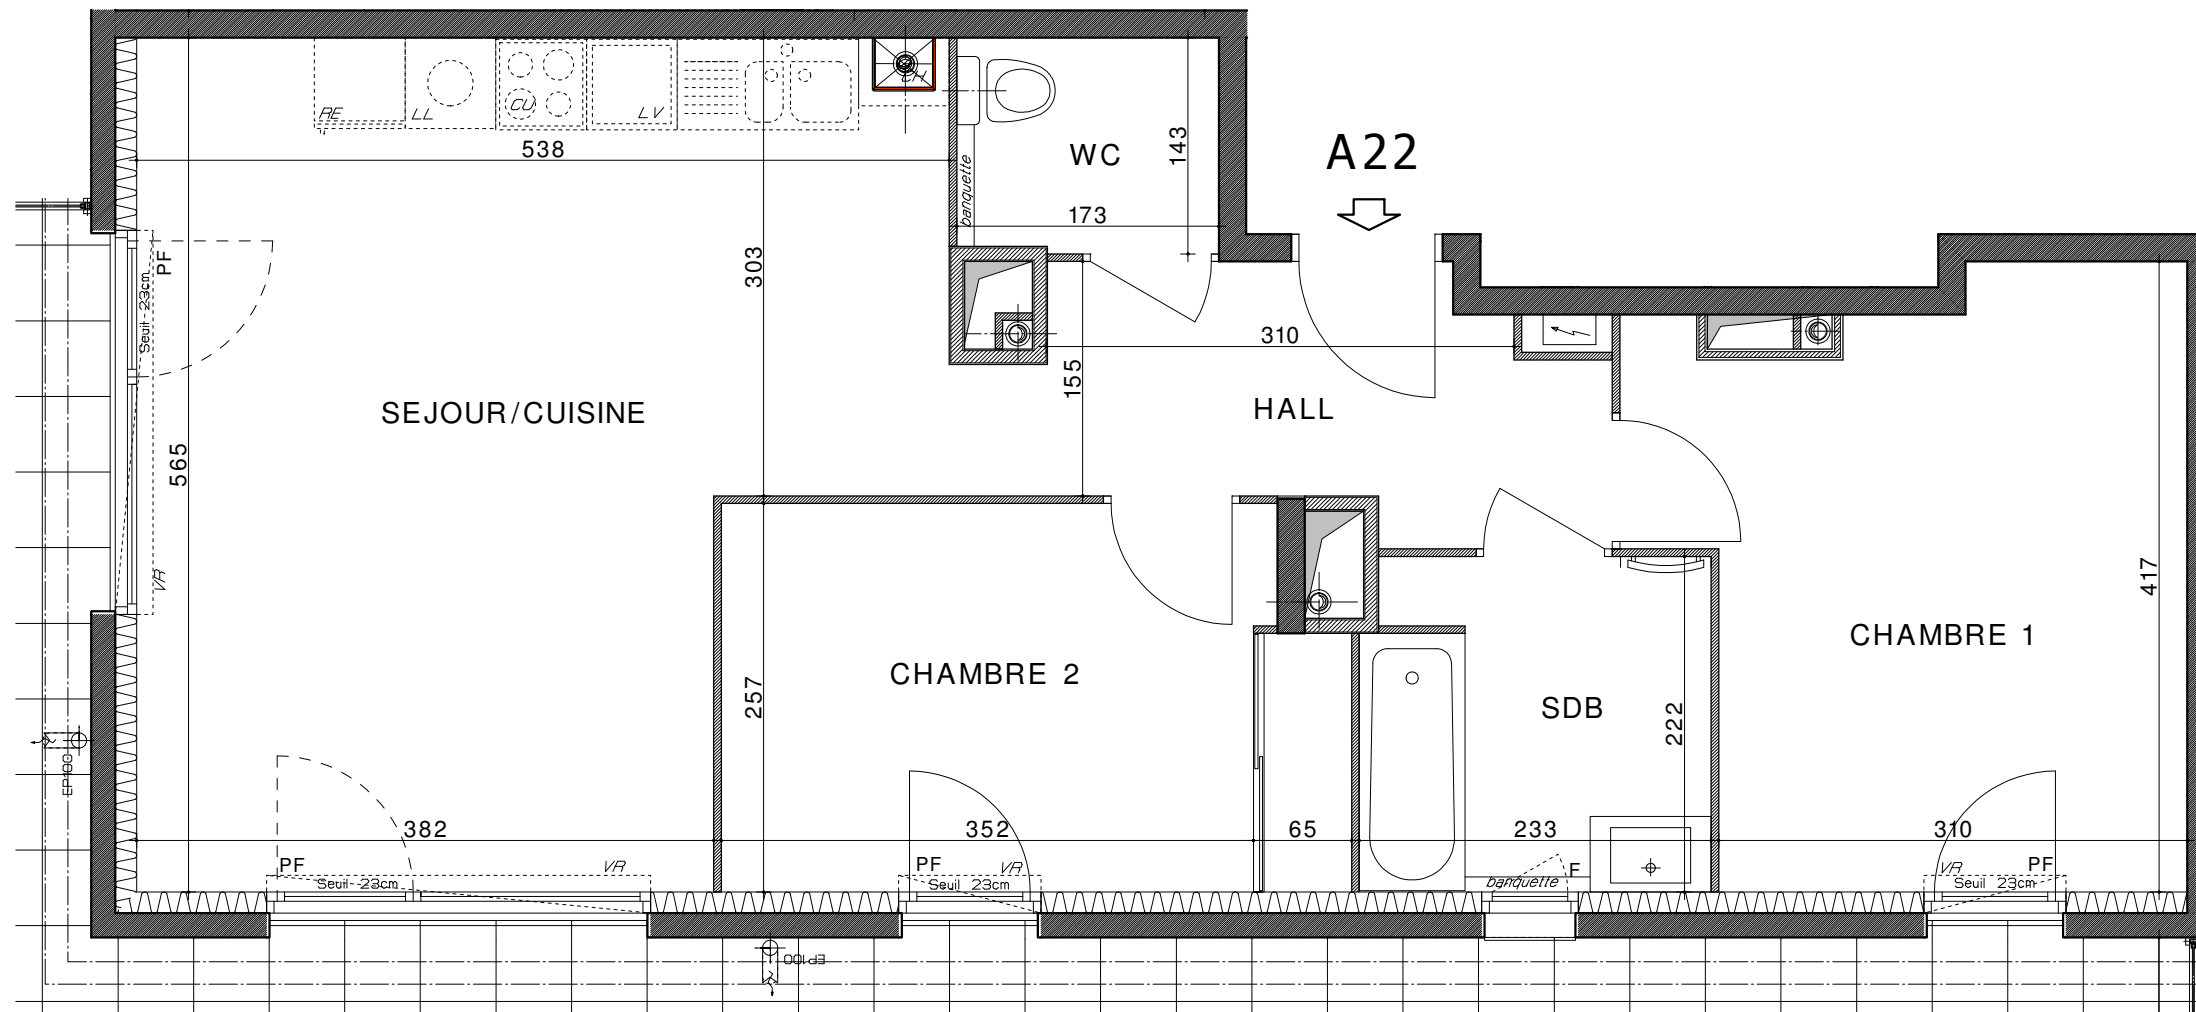 RE
LL
CU
LV
CH
538
WC
143
A22
banquette
173
PF
Seuil 23cm
303
310
155
SEJOUR/CUISINE
HALL
565
VR
417
CHAMBRE 1
CHAMBRE 2
257
SDB
222
EP100
382
352
65
233
310
PF
VR
Seuil 23cm
PF
VR
Seuil 23cm
banquette
F
VR
PF
Seuil 23cm
EP100